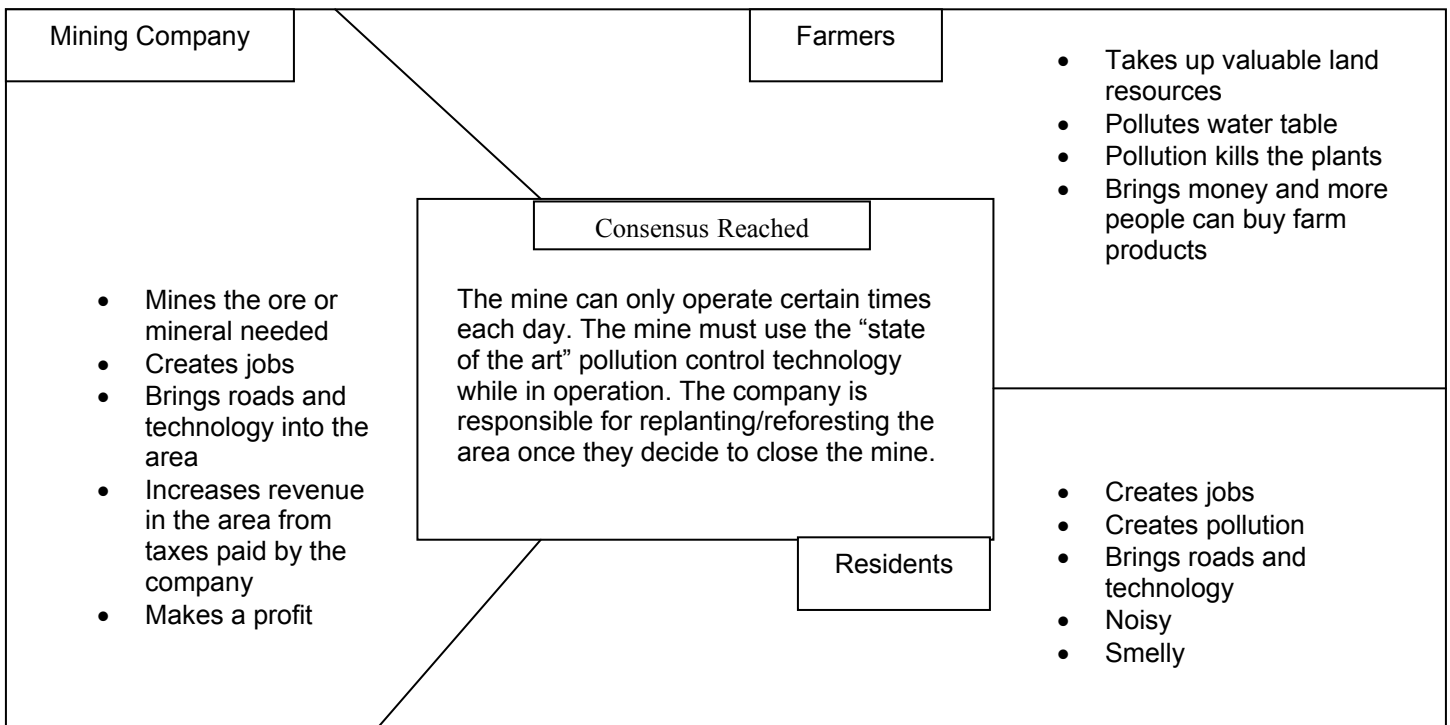 Mining Company
• Mines the ore or
mineral needed
• Creates jobs
• Brings roads and
technology into the
area
• Increases revenue
in the area from
taxes paid by the
company
• Makes a profit
Farmers
• Takes up valuable land
resources
• Pollutes water table
• Pollution kills the plants
• Brings money and more
people can buy farm
products
Consensus Reached
The mine can only operate certain times
each day. The mine must use the “state
of the art” pollution control technology
while in operation. The company is
responsible for replanting/reforesting the
area once they decide to close the mine.
Residents
• Creates jobs
• Creates pollution
• Brings roads and
technology
• Noisy
• Smelly